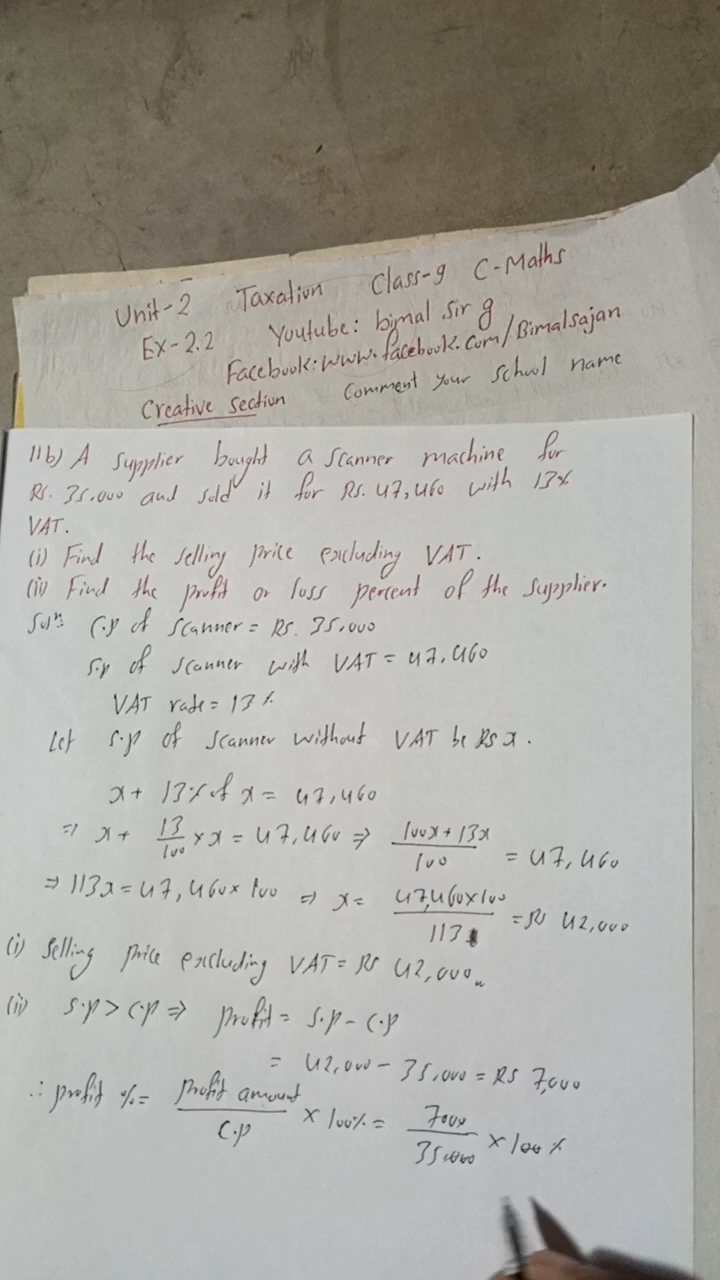 Unit-2 Taxation Class-9 C-Maths
Ex-2.2 Youtube: bimal sir g
Facebook:www.facebook.com/Bimalsajan
Creative section Comment your school name
11b) A supplier bought a scanner machine for
Rs. 35,000 and sold it for Rs. 47,460 with 13%
VAT.
(i) Find the selling price excluding VAT.
(ii) Find the profit or loss percent of the supplier.
Solⁿ: C.p of scanner = Rs. 35,000
S.p of scanner with VAT = 47,460
VAT rate = 13%
Let s.p of scanner without VAT be Rs x.
x + 13% of x = 47,460
⇒ x + 13/100 × x = 47,460 ⇒ 100x + 13x / 100 = 47,460
⇒ 113x = 47,460 × 100 ⇒ x = 47,460×100 / 113 = Rs 42,000
(i) Selling price excluding VAT = Rs 42,000
(ii) S.p > C.p ⇒ profit = S.p - C.p
= 42,000 - 35,000 = Rs 7,000
∴ profit % = profit amount / C.p × 100% = 7000 / 35000 × 100%